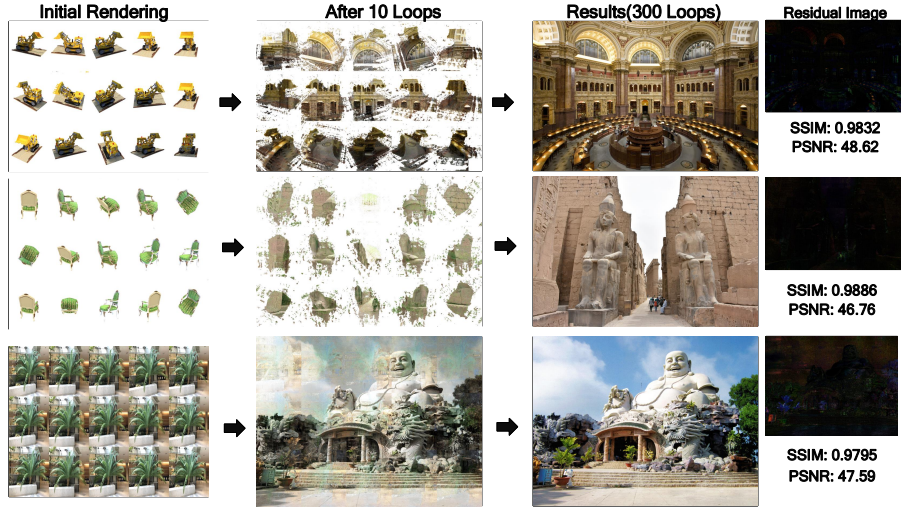 Initial Rendering
After 10 Loops
Results(300 Loops)
Residual Image
SSIM: 0.9832
PSNR: 48.62
SSIM: 0.9886
PSNR: 46.76
SSIM: 0.9795
PSNR: 47.59